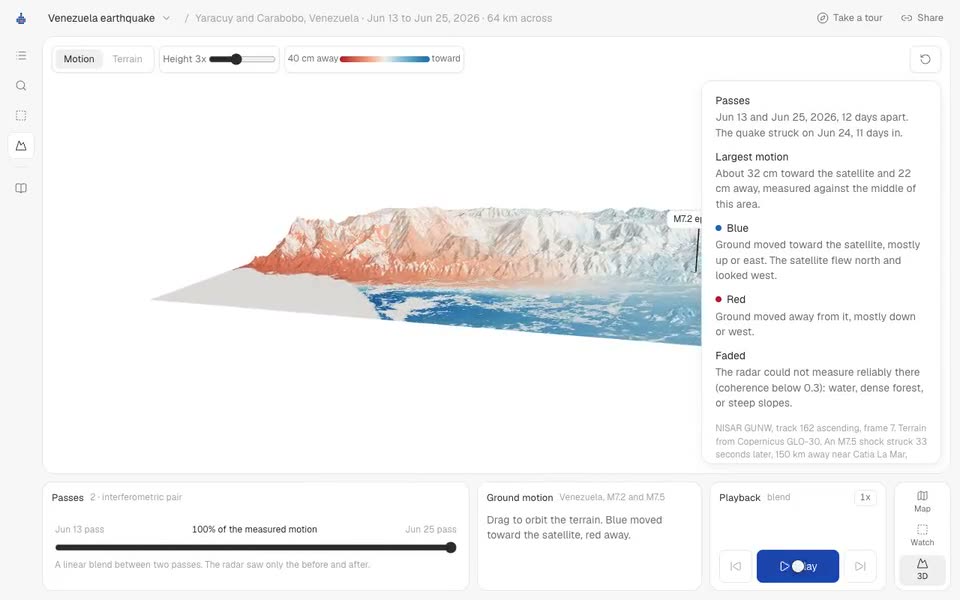 Venezuela earthquake / Yaracuy and Carabobo, Venezuela · Jun 13 to Jun 25, 2026 · 64 km across
Take a tour
Share
Motion
Terrain
Height 3x
40 cm away
toward
M7.2
Passes
Jun 13 and Jun 25, 2026, 12 days apart.
The quake struck on Jun 24, 11 days in.
Largest motion
About 32 cm toward the satellite and 22
cm away, measured against the middle of
this area.
Blue
Ground moved toward the satellite, mostly
up or east. The satellite flew north and
looked west.
Red
Ground moved away from it, mostly down
or west.
Faded
The radar could not measure reliably there
(coherence below 0.3): water, dense forest,
or steep slopes.
NISAR GUNW, track 162 ascending, frame 7. Terrain
from Copernicus GLO-30. An M7.5 shock struck 33
seconds later, 150 km away near Catia La Mar,
Passes 2 · interferometric pair
Jun 13 pass
100% of the measured motion
Jun 25 pass
A linear blend between two passes. The radar saw only the before and after.
Ground motion Venezuela, M7.2 and M7.5
Drag to orbit the terrain. Blue moved
toward the satellite, red away.
Playback blend
1x
Map
Watch
3D